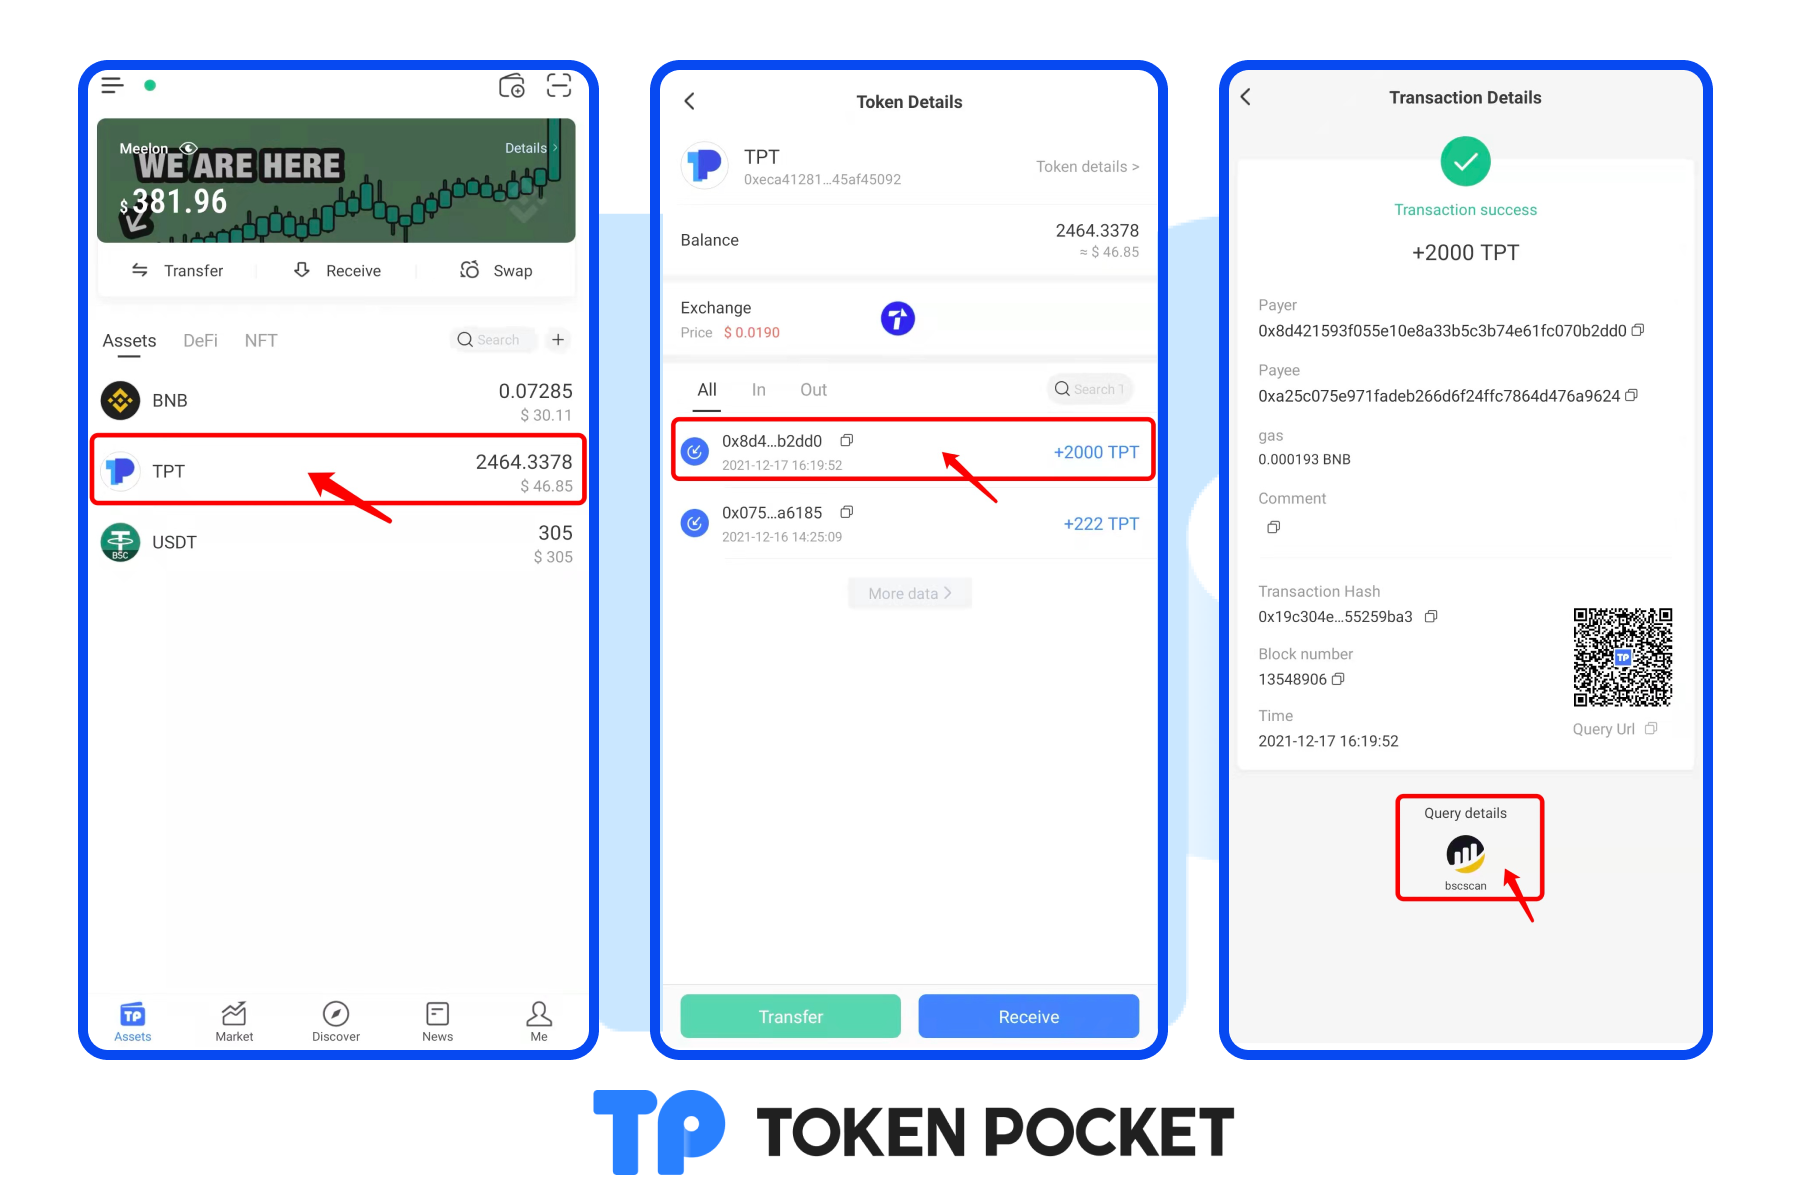 Meelon
Details >
WE ARE HERE
$ 381.96
Transfer
Receive
Swap
Assets
DeFi
NFT
Search
+
BNB
0.07285
$ 30.11
TPT
2464.3378
$ 46.85
USDT
305
$ 305
BSC
TP
Assets
Market
Discover
News
Me
Token Details
TPT
0xeca41281...45af45092
Token details >
Balance
2464.3378
≈ $ 46.85
Exchange
Price $ 0.0190
All
In
Out
Search 1
0x8d4...b2dd0
2021-12-17 16:19:52
+2000 TPT
0x075...a6185
2021-12-16 14:25:09
+222 TPT
More data >
Transfer
Receive
Transaction Details
Transaction success
+2000 TPT
Payer
0x8d421593f055e10e8a33b5c3b74e61fc070b2dd0
Payee
0xa25c075e971fadeb266d6f24ffc7864d476a9624
gas
0.000193 BNB
Comment
Transaction Hash
0x19c304e...55259ba3
Block number
13548906
Time
2021-12-17 16:19:52
TP
Query Url
Query details
bscscan
TP TOKEN POCKET